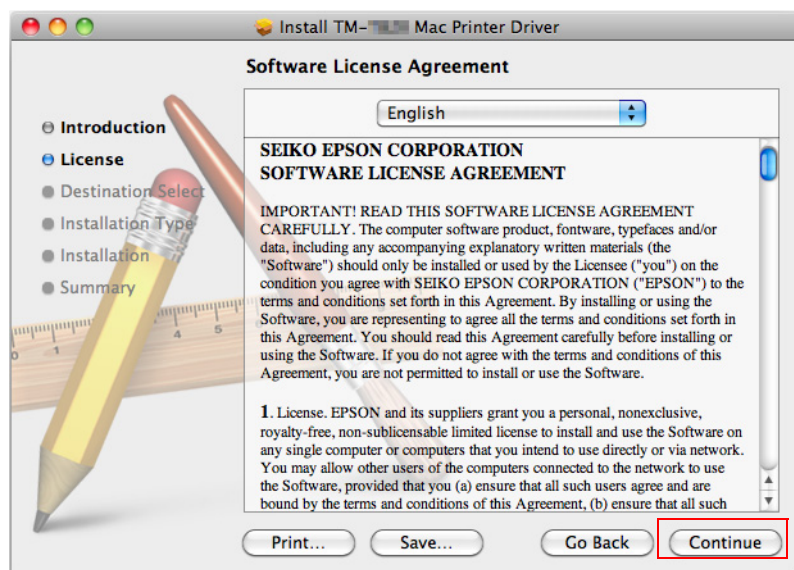 Install TM- Mac Printer Driver
Software License Agreement
Introduction
License
Destination Select
Installation Type
Installation
Summary
English
SEIKO EPSON CORPORATION
SOFTWARE LICENSE AGREEMENT
IMPORTANT! READ THIS SOFTWARE LICENSE AGREEMENT
CAREFULLY. The computer software product, fontware, typefaces and/or
data, including any accompanying explanatory written materials (the
"Software") should only be installed or used by the Licensee ("you") on the
condition you agree with SEIKO EPSON CORPORATION ("EPSON") to the
terms and conditions set forth in this Agreement. By installing or using the
Software, you are representing to agree all the terms and conditions set forth in
this Agreement. You should read this Agreement carefully before installing or
using the Software. If you do not agree with the terms and conditions of this
Agreement, you are not permitted to install or use the Software.
1. License. EPSON and its suppliers grant you a personal, nonexclusive,
royalty-free, non-sublicensable limited license to install and use the Software on
any single computer or computers that you intend to use directly or via network.
You may allow other users of the computers connected to the network to use
the Software, provided that you (a) ensure that all such users agree and are
bound by the terms and conditions of this Agreement, (b) ensure that all such
0 1 4 5
Print... Save... Go Back Continue